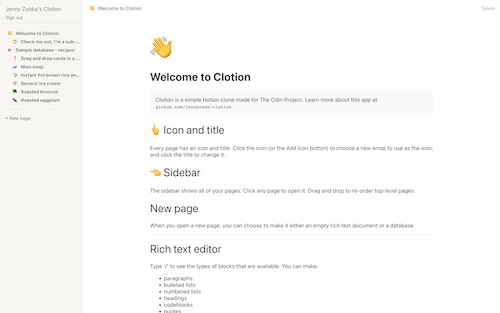 Jenny Zonka's Clotion
Sign out
Welcome to Clotion
Check me out, I'm a sub-...
Sample database - recipes
Drag and drop cards in a ...
Miso soup
Instant Pot brown rice an...
Generic ice cream
Roasted broccoli
Roasted eggplant
+ New page
Welcome to Clotion
Delete
Welcome to Clotion
Clotion is a simple Notion clone made for The Odin Project. Learn more about this app at
github.com/jennycade/clotion
Icon and title
Every page has an icon and title. Click the icon (or the Add icon button) to choose a new emoji to use as the icon,
and click the title to change it.
Sidebar
The sidebar shows all of your pages. Click any page to open it. Drag and drop to re-order top-level pages.
New page
When you open a new page, you can choose to make it either an empty rich text document or a database.
Rich text editor
Type '/' to see the types of blocks that are available. You can make:
• paragraphs
• bulleted lists
• numbered lists
• headings
• codeblocks
• quotes